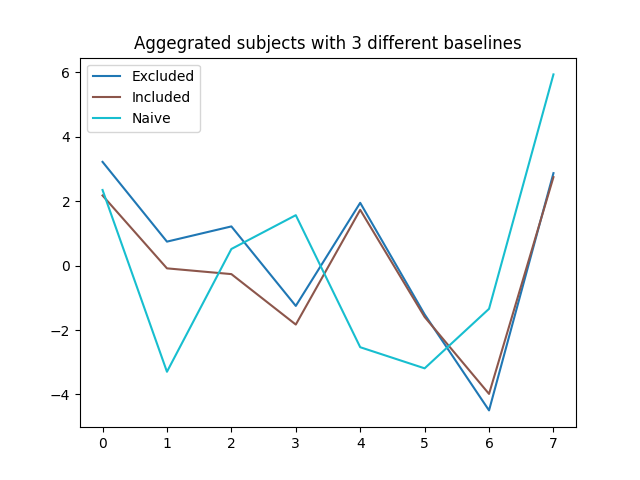 Aggegrated subjects with 3 different baselines
Excluded
Included
Naive
6
4
2
0
−2
−4
0 1 2 3 4 5 6 7